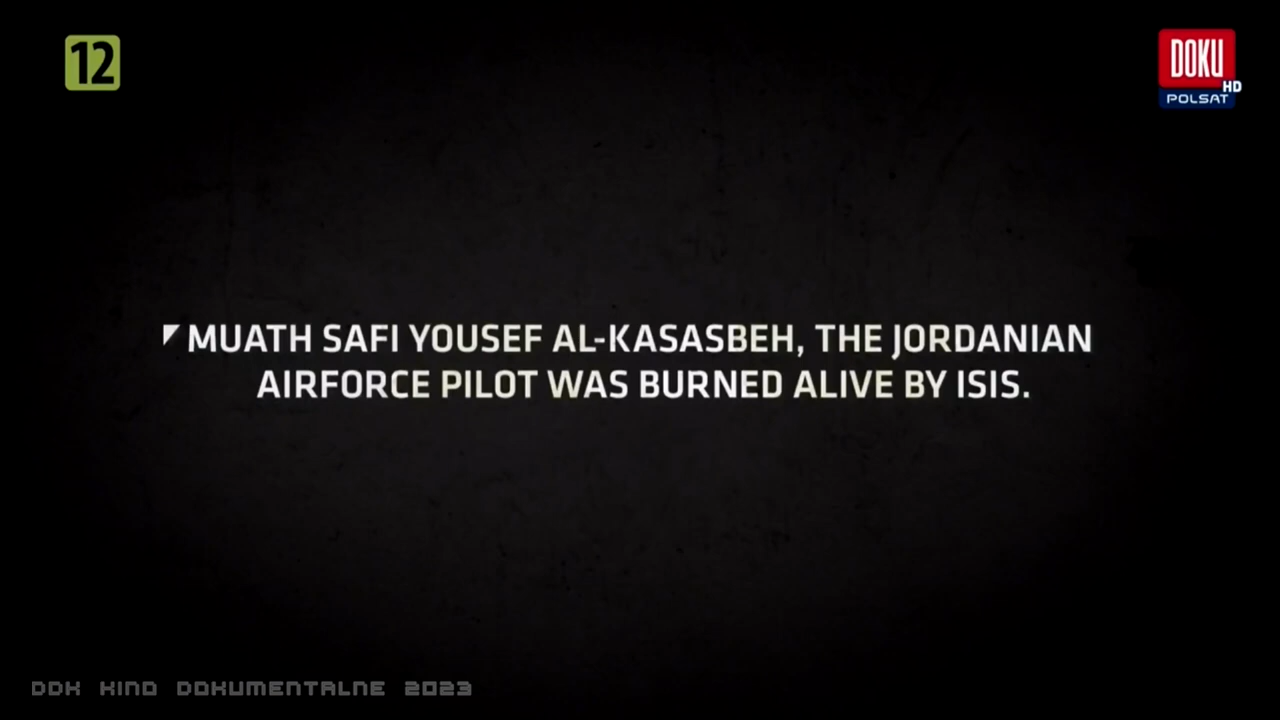 12
DOKU
HD
POLSAT
MUATH SAFI YOUSEF AL-KASASBEH, THE JORDANIAN
AIRFORCE PILOT WAS BURNED ALIVE BY ISIS.
DDK KINO DOKUMENTALNE 2023